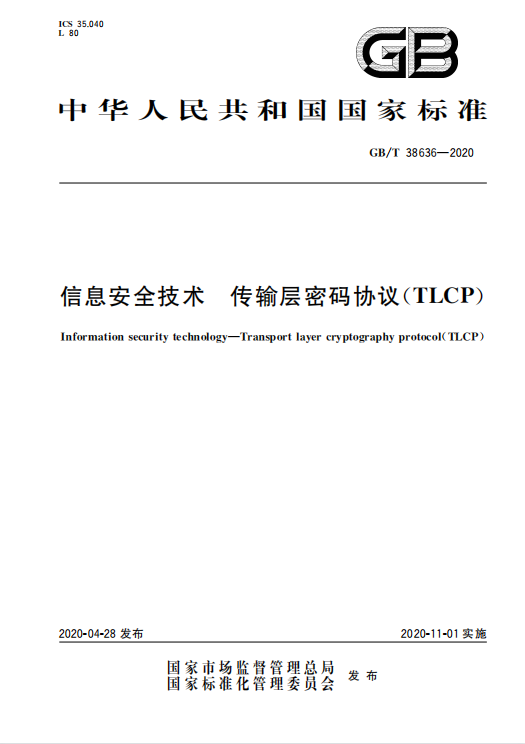 ICS 35.040
L 80
GB
中华人民共和国国家标准
GB/T 38636—2020
信息安全技术 传输层密码协议(TLCP)
Information security technology—Transport layer cryptography protocol(TLCP)
2020-04-28 发布
2020-11-01 实施
国家市场监督管理总局
国家标准化管理委员会
发布